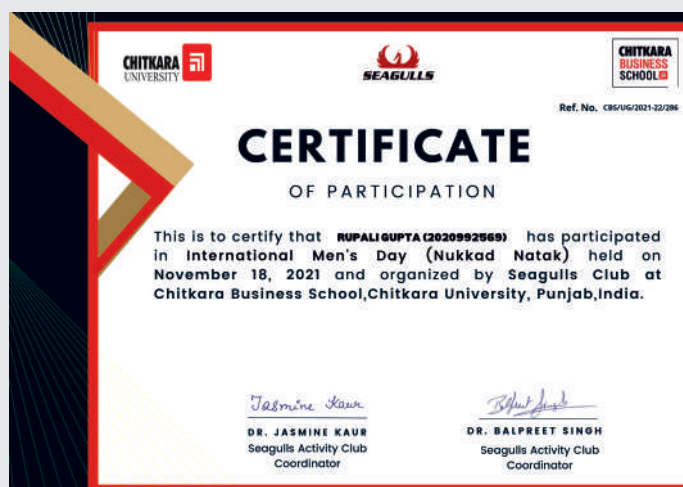 CHITKARA
UNIVERSITY
SEAGULLS
CHITKARA
BUSINESS
SCHOOL
Ref. No. CBS/UG/2021-22/286
CERTIFICATE
OF PARTICIPATION
This is to certify that RUPALI GUPTA (2020992569) has participated
in International Men's Day (Nukkad Natak) held on
November 18, 2021 and organized by Seagulls Club at
Chitkara Business School,Chitkara University, Punjab,India.
Jasmine Kaur
Balpreet Singh
DR. JASMINE KAUR
DR. BALPREET SINGH
Seagulls Activity Club
Coordinator
Seagulls Activity Club
Coordinator